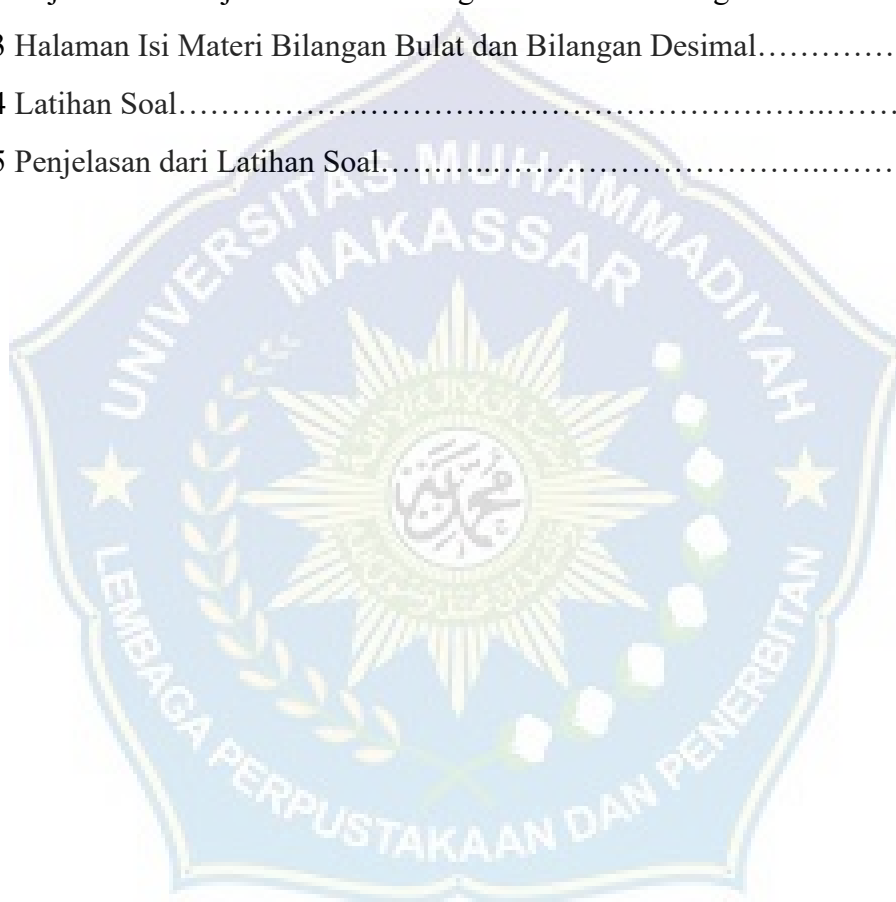 3 Halaman Isi Materi Bilangan Bulat dan Bilangan Desimal…………
4 Latihan Soal……………………………………………………………
5 Penjelasan dari Latihan Soal……………………………………………
UNIVERSITAS MUHAMMADIYAH
MAKASSAR
LEMBAGA PERPUSTAKAAN DAN PENERBITAN